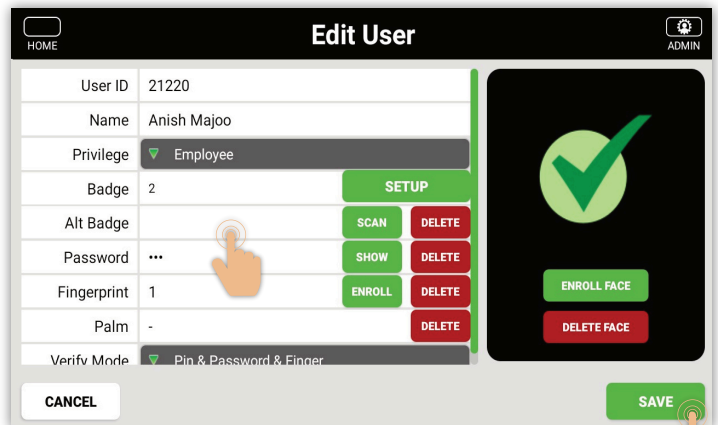 Edit User
HOME
ADMIN
User ID 21220
Name Anish Majoo
Privilege Employee
Badge 2 SETUP
Alt Badge SCAN DELETE
Password ••• SHOW DELETE
Fingerprint 1 ENROLL DELETE
Palm - DELETE
Verify Mode Pin & Password & Finger
ENROLL FACE
DELETE FACE
CANCEL
SAVE